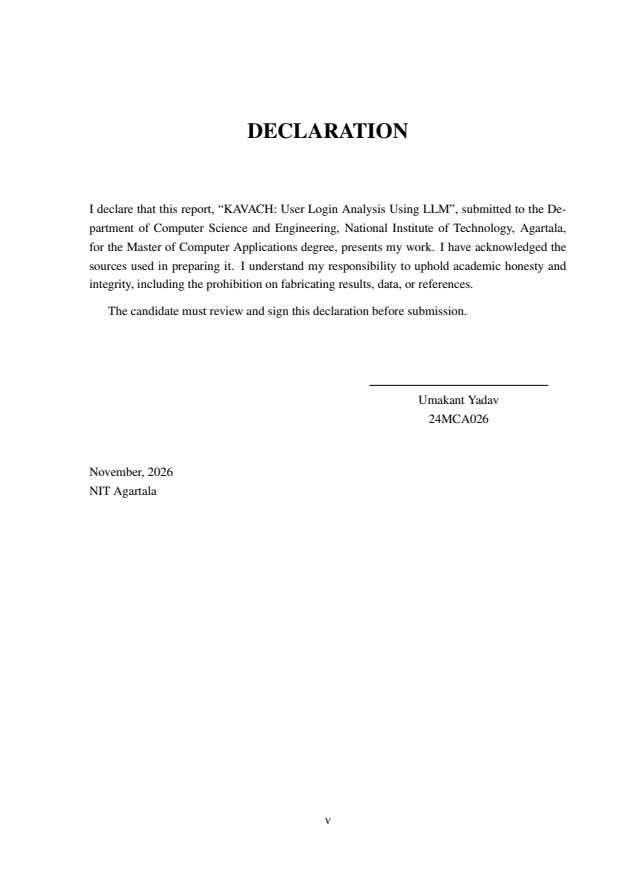 DECLARATION
I declare that this report, “KAVACH: User Login Analysis Using LLM”, submitted to the De-
partment of Computer Science and Engineering, National Institute of Technology, Agartala,
for the Master of Computer Applications degree, presents my work. I have acknowledged the
sources used in preparing it. I understand my responsibility to uphold academic honesty and
integrity, including the prohibition on fabricating results, data, or references.
The candidate must review and sign this declaration before submission.
Umakant Yadav
24MCA026
November, 2026
NIT Agartala
v